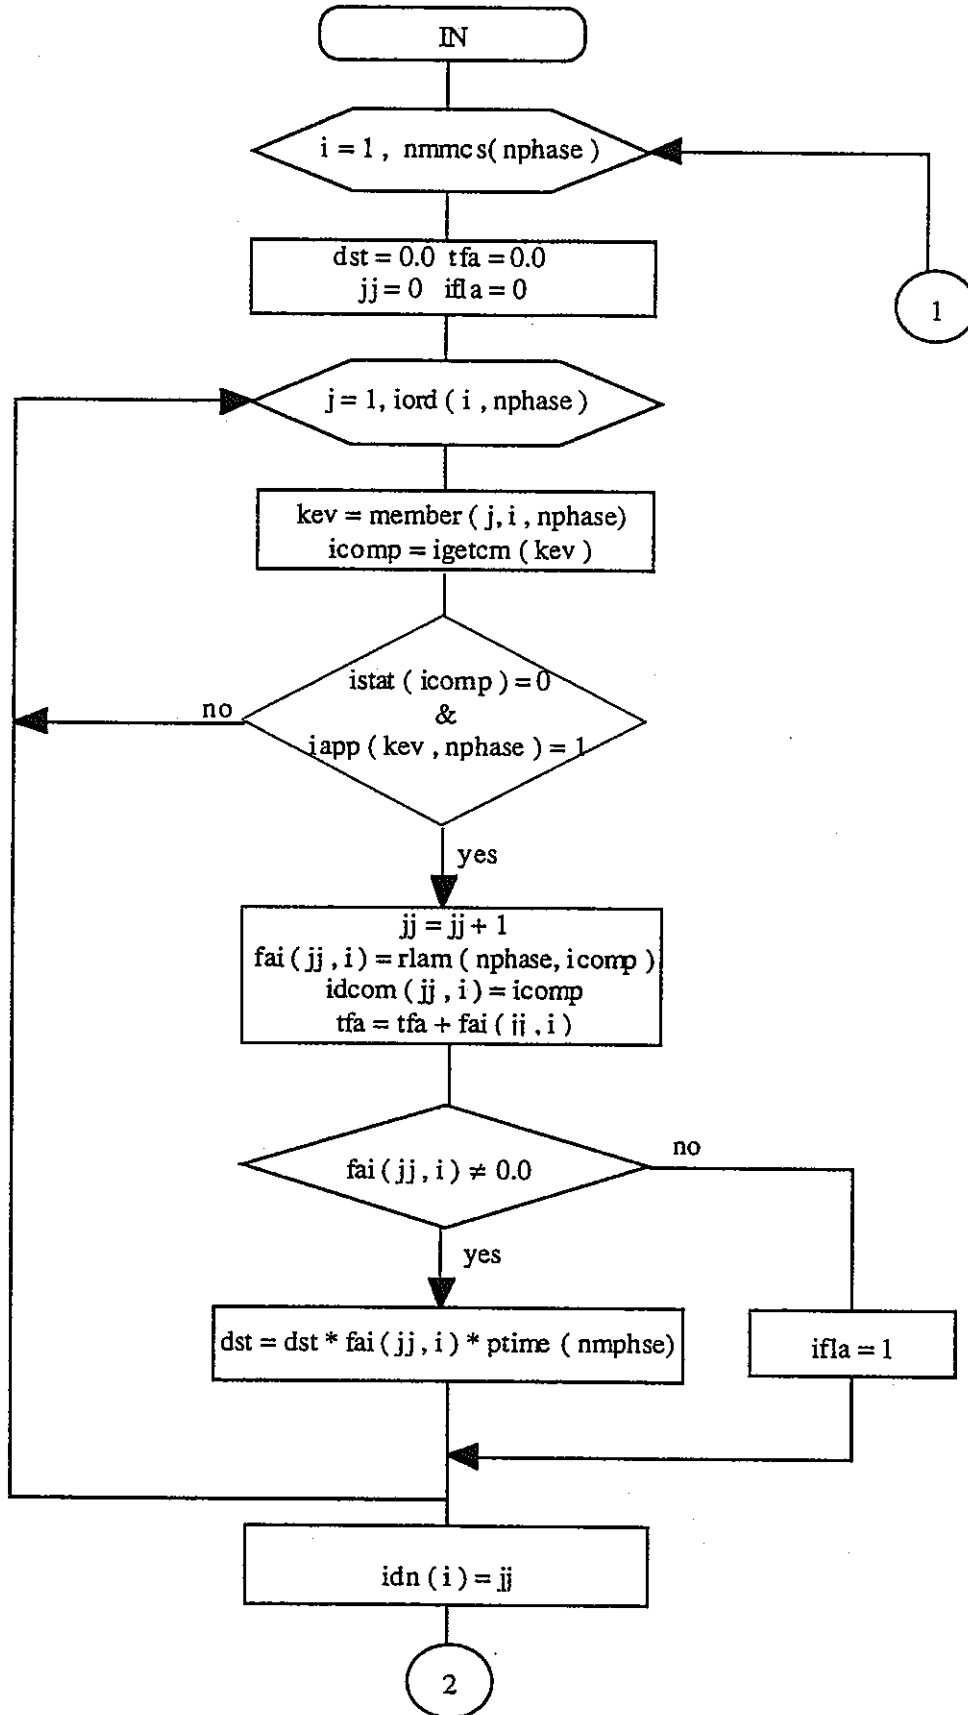 IN
i = 1 , nmmcs( nphase )
1
dst = 0.0 tfa = 0.0
jj = 0 ifla = 0
j = 1, iord ( i , nphase )
kev = member ( j, i , nphase)
icomp = igetcm ( kev )
istat ( icomp ) = 0
&
iapp ( kev , nphase ) = 1
no
yes
jj = jj + 1
fai ( jj , i ) = rlam ( nphase, icomp )
idcom ( jj , i ) = icomp
tfa = tfa + fai ( jj , i )
fai ( jj , i ) ≠ 0.0
no
yes
dst = dst * fai ( jj , i ) * ptime ( nmphse)
ifla = 1
idn ( i ) = jj
2